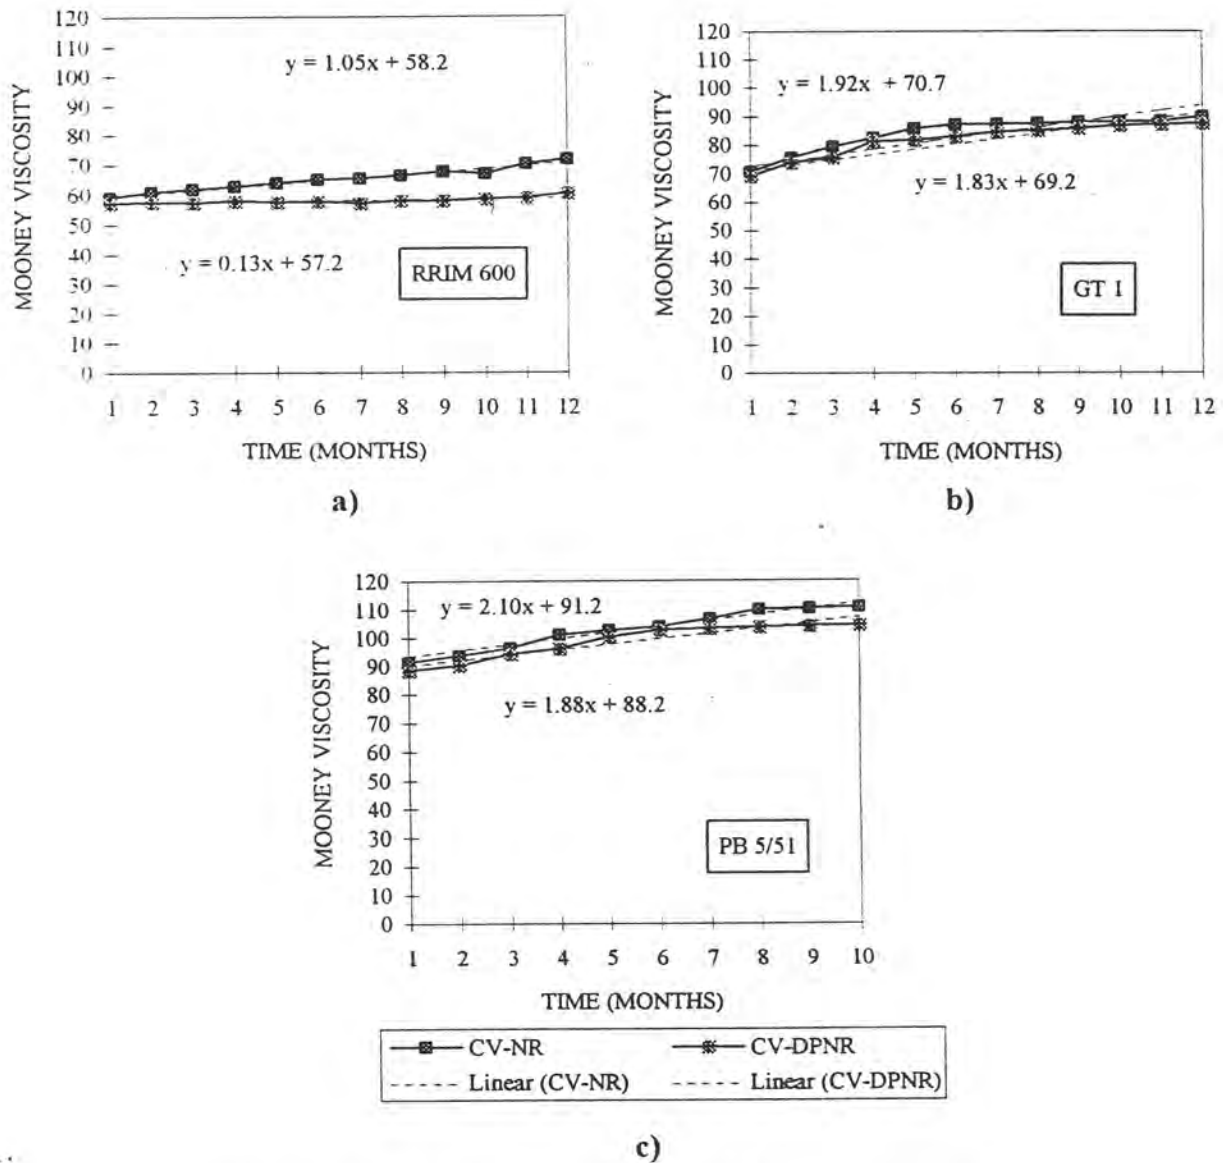 120
110
100
90
80
70
60
50
40
30
20
10
0
MOONEY VISCOSITY
y = 1.05x + 58.2
y = 0.13x + 57.2
RRIM 600
1 2 3 4 5 6 7 8 9 10 11 12
TIME (MONTHS)
a)
120
110
100
90
80
70
60
50
40
30
20
10
0
MOONEY VISCOSITY
y = 1.92x + 70.7
y = 1.83x + 69.2
GT 1
1 2 3 4 5 6 7 8 9 10 11 12
TIME (MONTHS)
b)
120
110
100
90
80
70
60
50
40
30
20
10
0
MOONEY VISCOSITY
y = 2.10x + 91.2
y = 1.88x + 88.2
PB 5/51
1 2 3 4 5 6 7 8 9 10
TIME (MONTHS)
CV-NR CV-DPNR
Linear (CV-NR) Linear (CV-DPNR)
c)